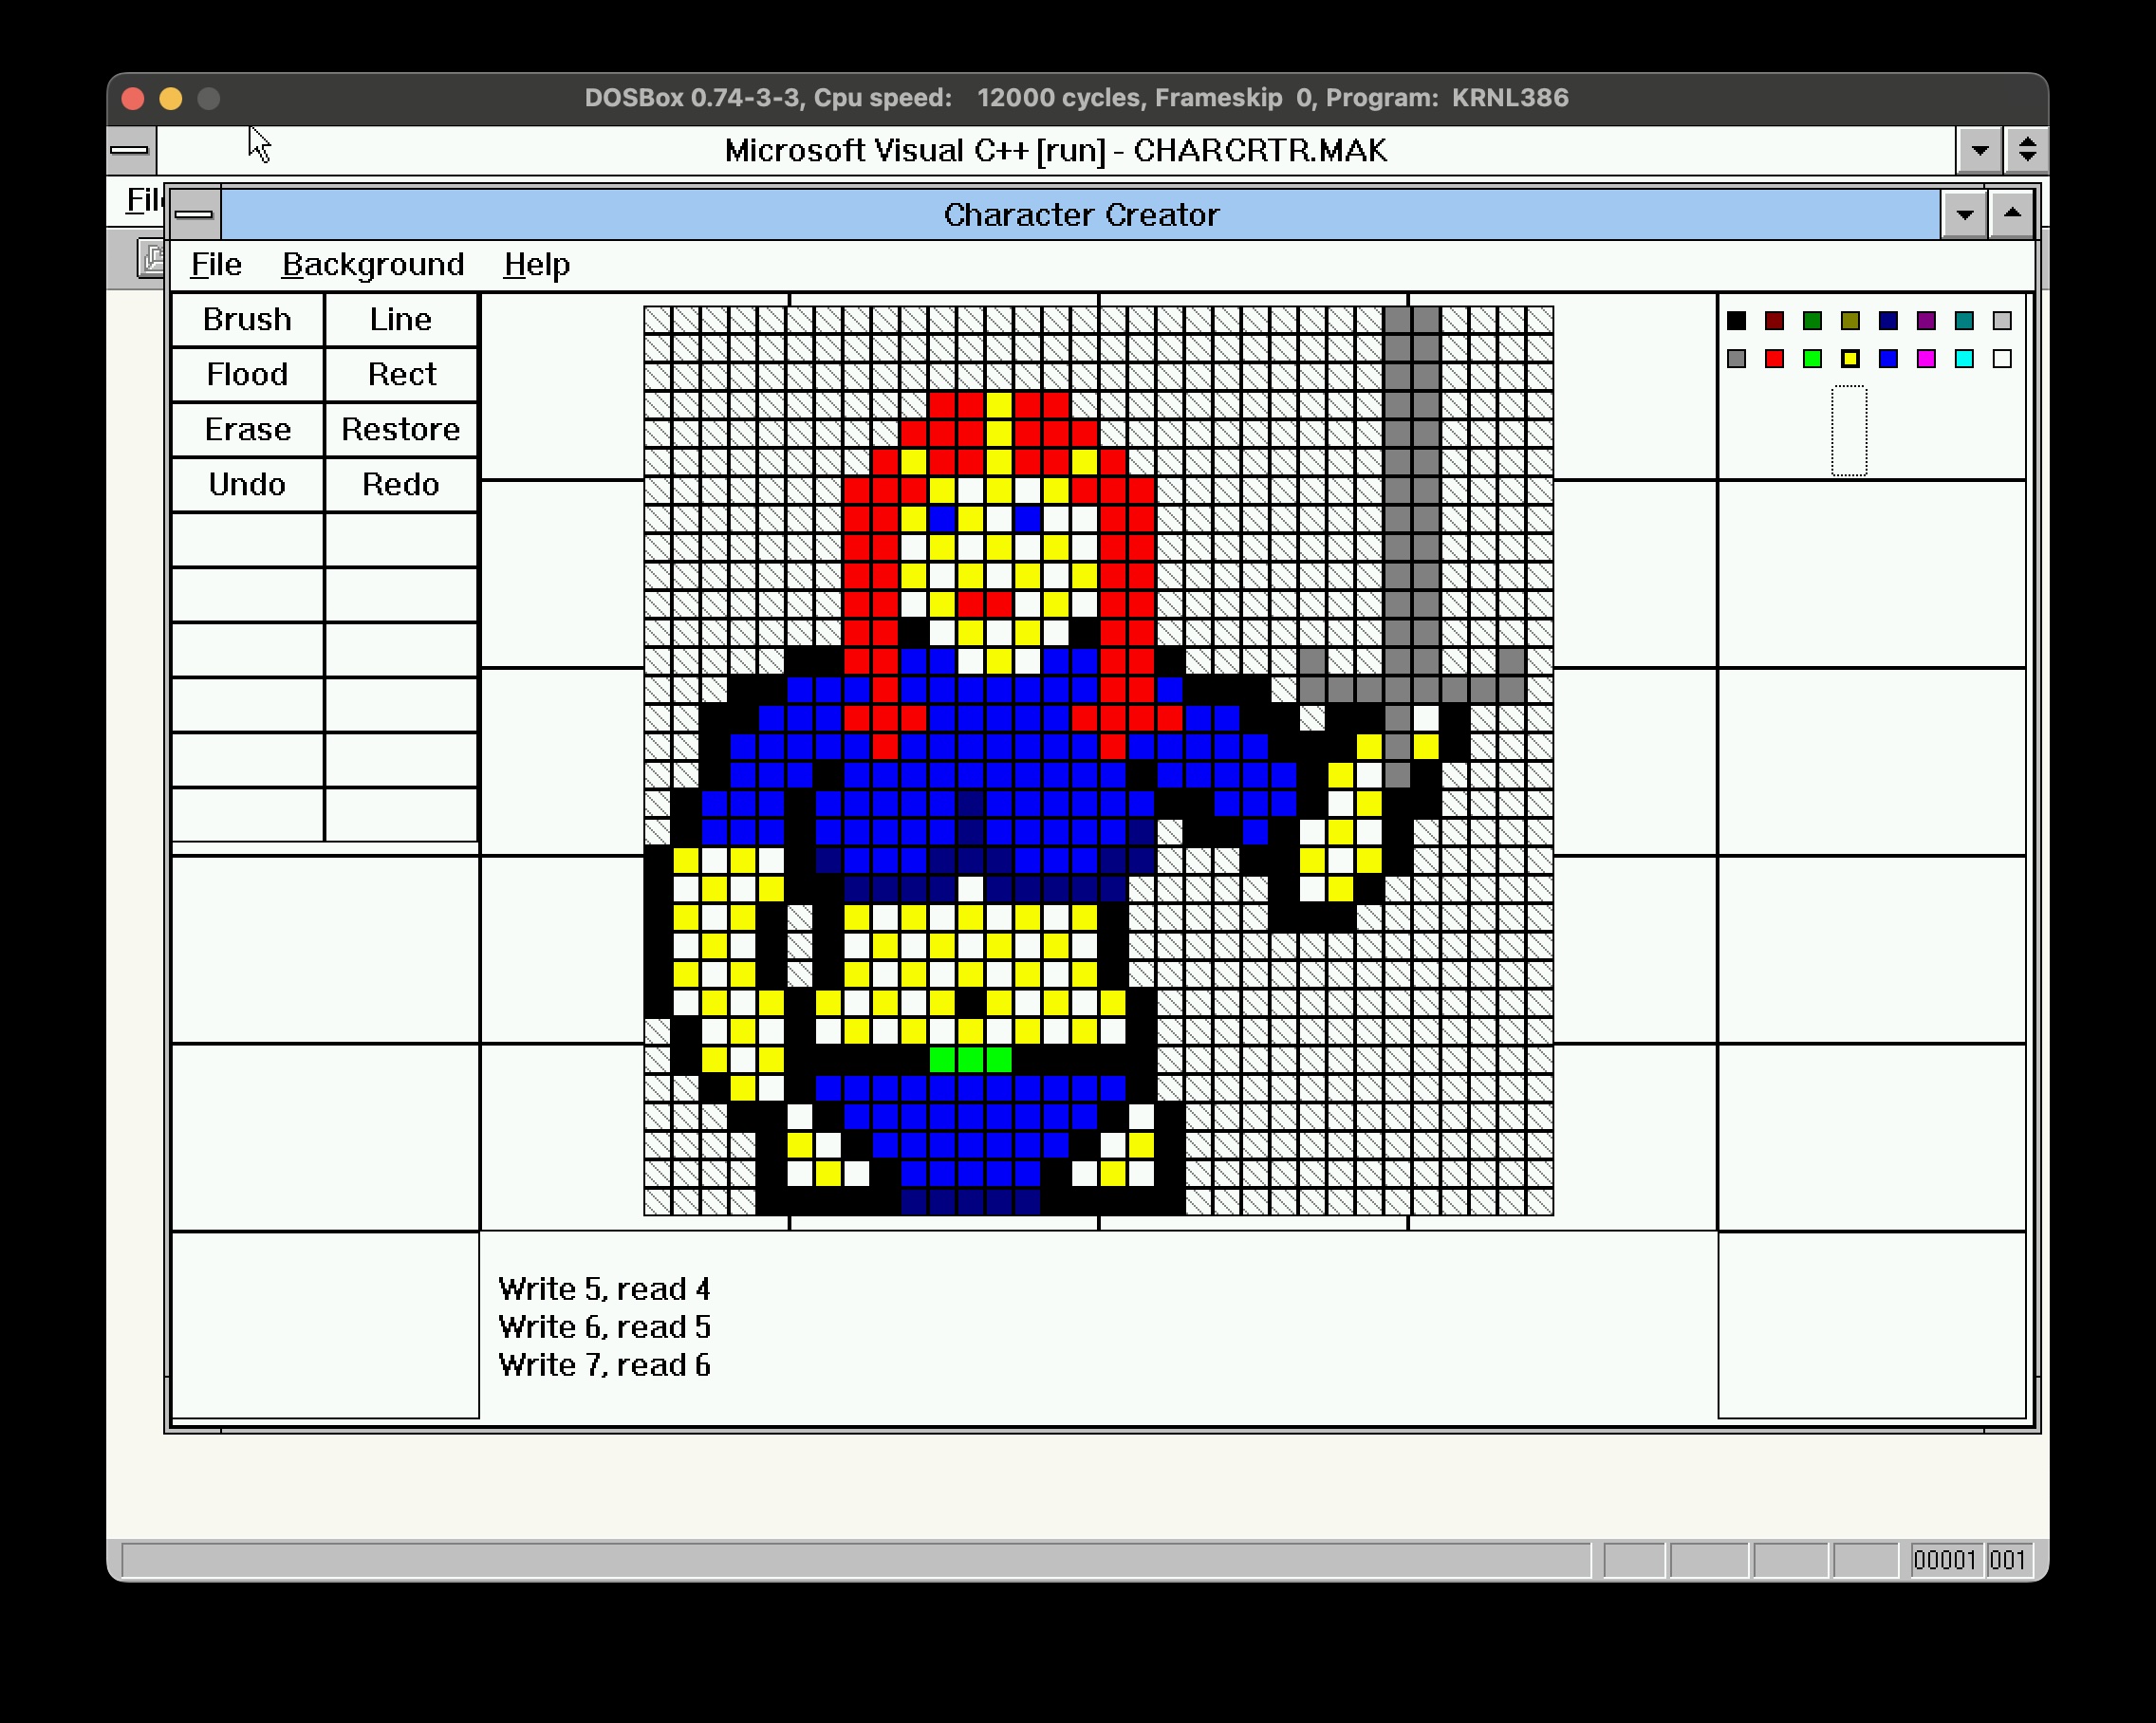 DOSBox 0.74-3-3, Cpu speed: 12000 cycles, Frameskip 0, Program: KRNL386
Microsoft Visual C++ [run] - CHARCRTR.MAK
File
Character Creator
File Background Help
Brush Line
Flood Rect
Erase Restore
Undo Redo
Write 5, read 4
Write 6, read 5
Write 7, read 6
00001 001